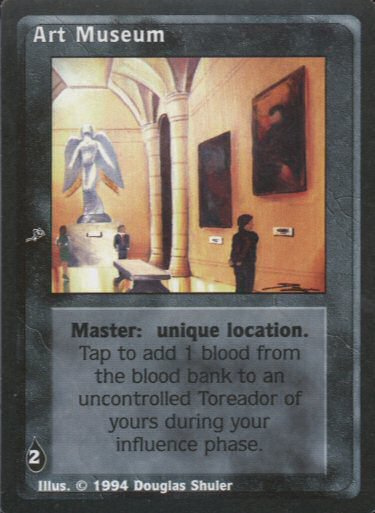 Art Museum
Master: unique location.
Tap to add 1 blood from
the blood bank to an
uncontrolled Toreador of
yours during your
influence phase.
2
Illus. © 1994 Douglas Shuler